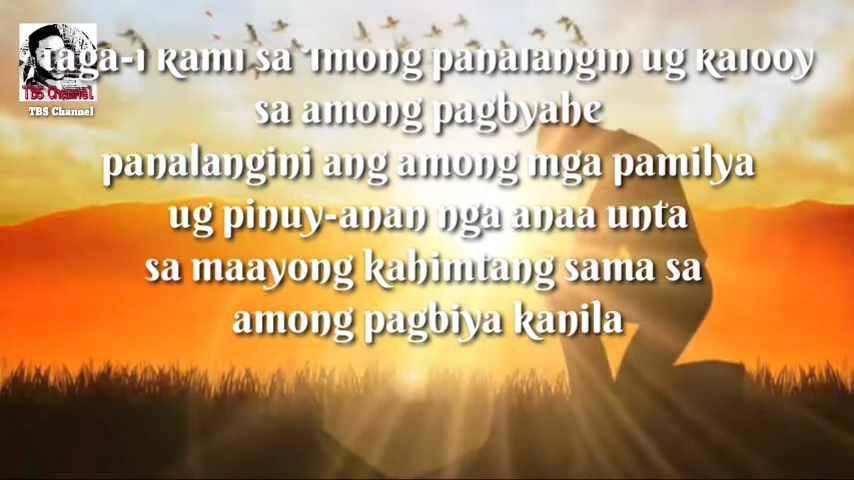 TBS Channel
TBS Channel
taga-i kami sa Imong panalangin ug kalooy
sa among pagbyahe
panalangini ang among mga pamilya
ug pinuy-anan nga anaa unta
sa maayong kahimtang sama sa
among pagbiya kanila